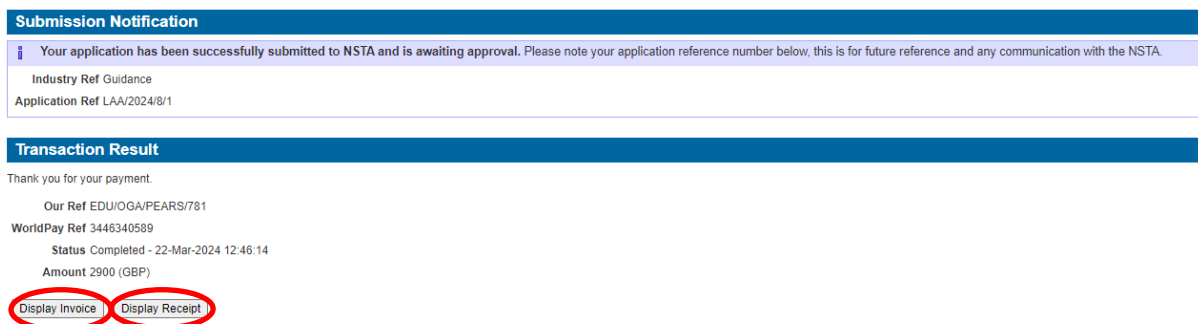 Submission Notification
Your application has been successfully submitted to NSTA and is awaiting approval. Please note your application reference number below, this is for future reference and any communication with the NSTA.
Industry Ref Guidance
Application Ref LAA/2024/8/1
Transaction Result
Thank you for your payment.
Our Ref EDU/OGA/PEARS/781
WorldPay Ref 3446340589
Status Completed - 22-Mar-2024 12:46:14
Amount 2900 (GBP)
Display Invoice Display Receipt